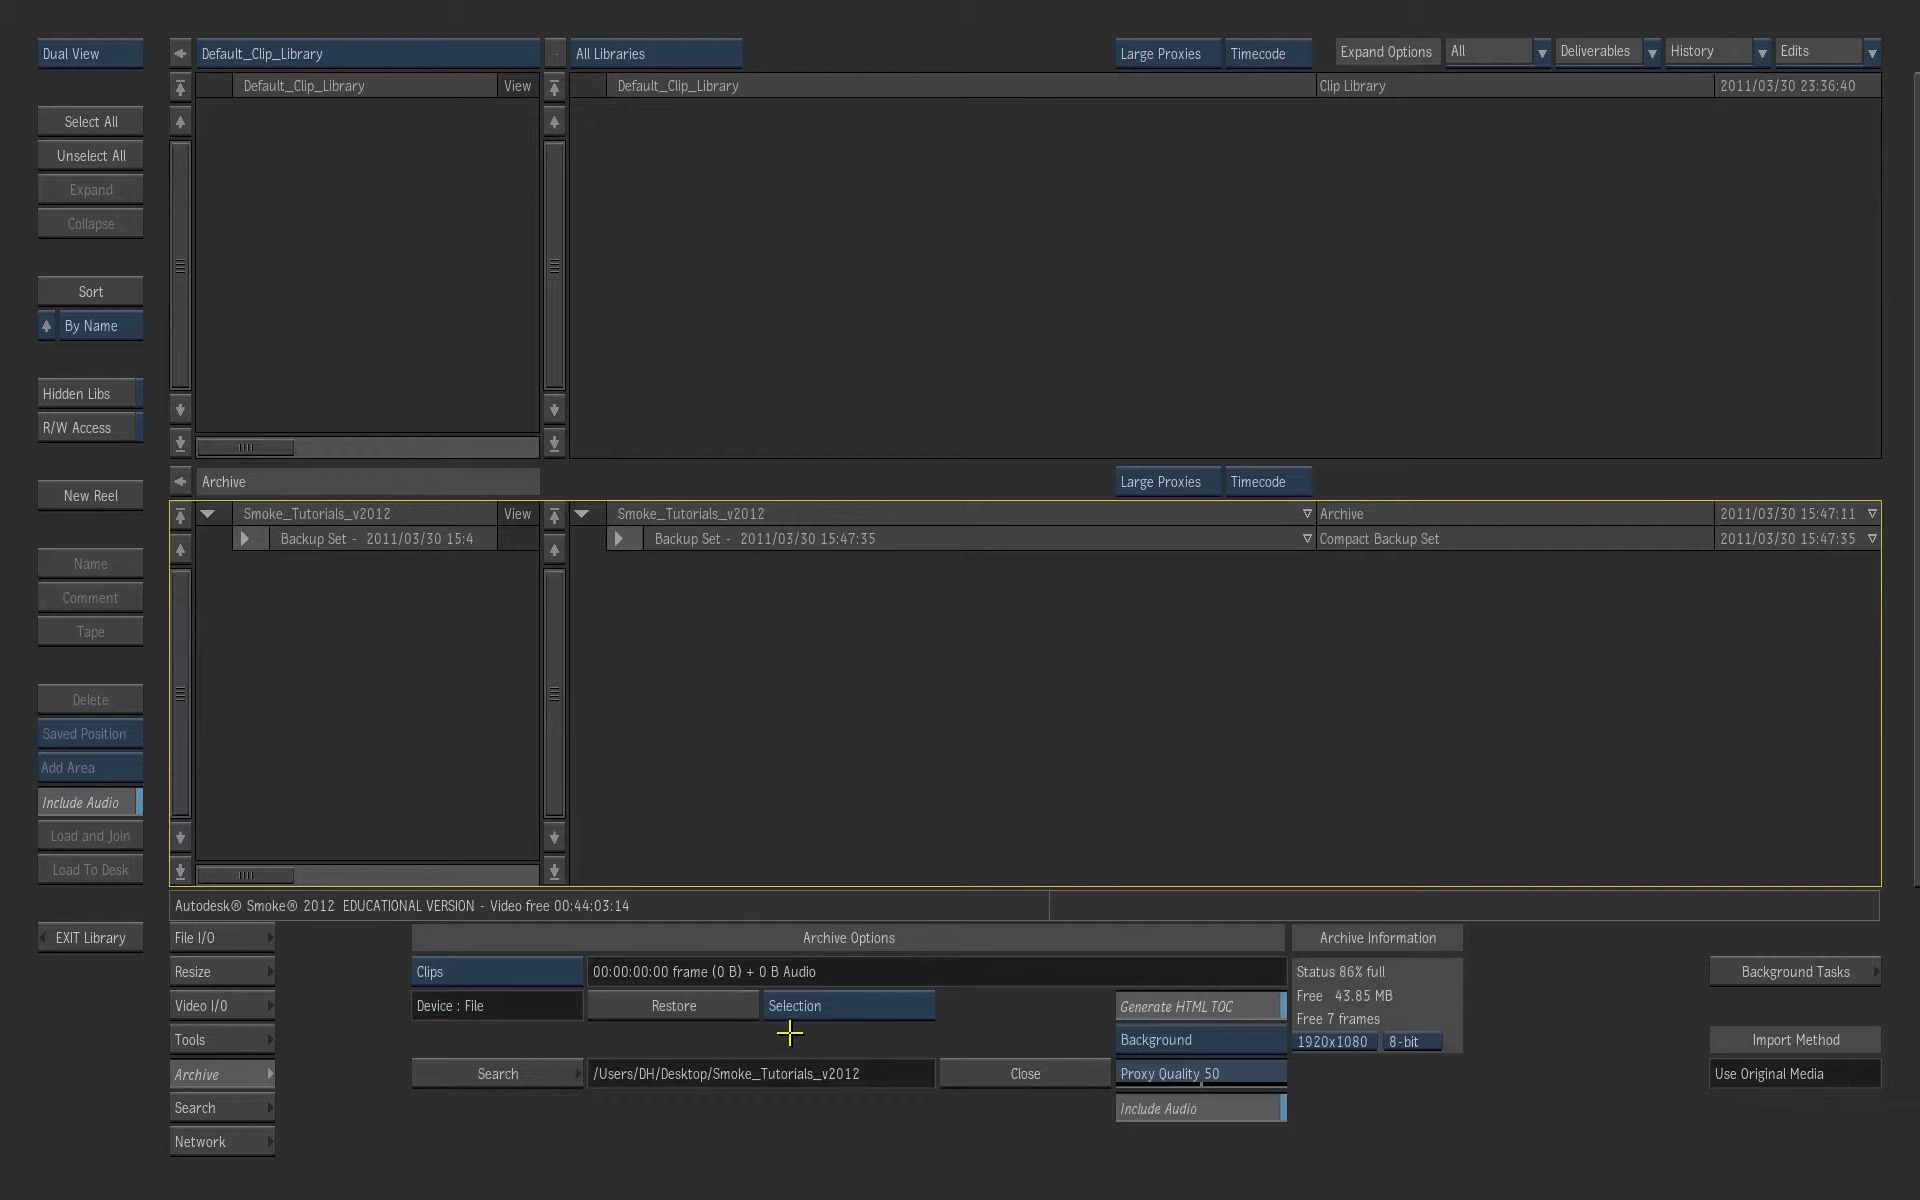 Dual View
Default_Clip_Library
-
All Libraries
Large Proxies
Timecode
Expand Options
All
Deliverables
History
Edits
Default_Clip_Library
View
Default_Clip_Library
Clip Library
2011/03/30 23:36:40
Select All
Unselect All
Expand
Collapse
Sort
By Name
Hidden Libs
R/W Access
New Reel
Name
Comment
Tape
Delete
Saved Position
Add Area
Include Audio
Load and Join
Load To Desk
EXIT Library
Archive
Large Proxies
Timecode
Smoke_Tutorials_v2012
View
Smoke_Tutorials_v2012
Archive
2011/03/30 15:47:11
Backup Set - 2011/03/30 15:4
Backup Set - 2011/03/30 15:47:35
Compact Backup Set
2011/03/30 15:47:35
Autodesk® Smoke® 2012 EDUCATIONAL VERSION - Video free 00:44:03:14
File I/O
Resize
Video I/O
Tools
Archive
Search
Network
Archive Options
Clips
00:00:00:00 frame (0 B) + 0 B Audio
Device : File
Restore
Selection
Search
/Users/DH/Desktop/Smoke_Tutorials_v2012
Close
Generate HTML TOC
Background
Proxy Quality 50
Include Audio
Archive Information
Status 86% full
Free 43.85 MB
Free 7 frames
1920x1080
8-bit
Background Tasks
Import Method
Use Original Media